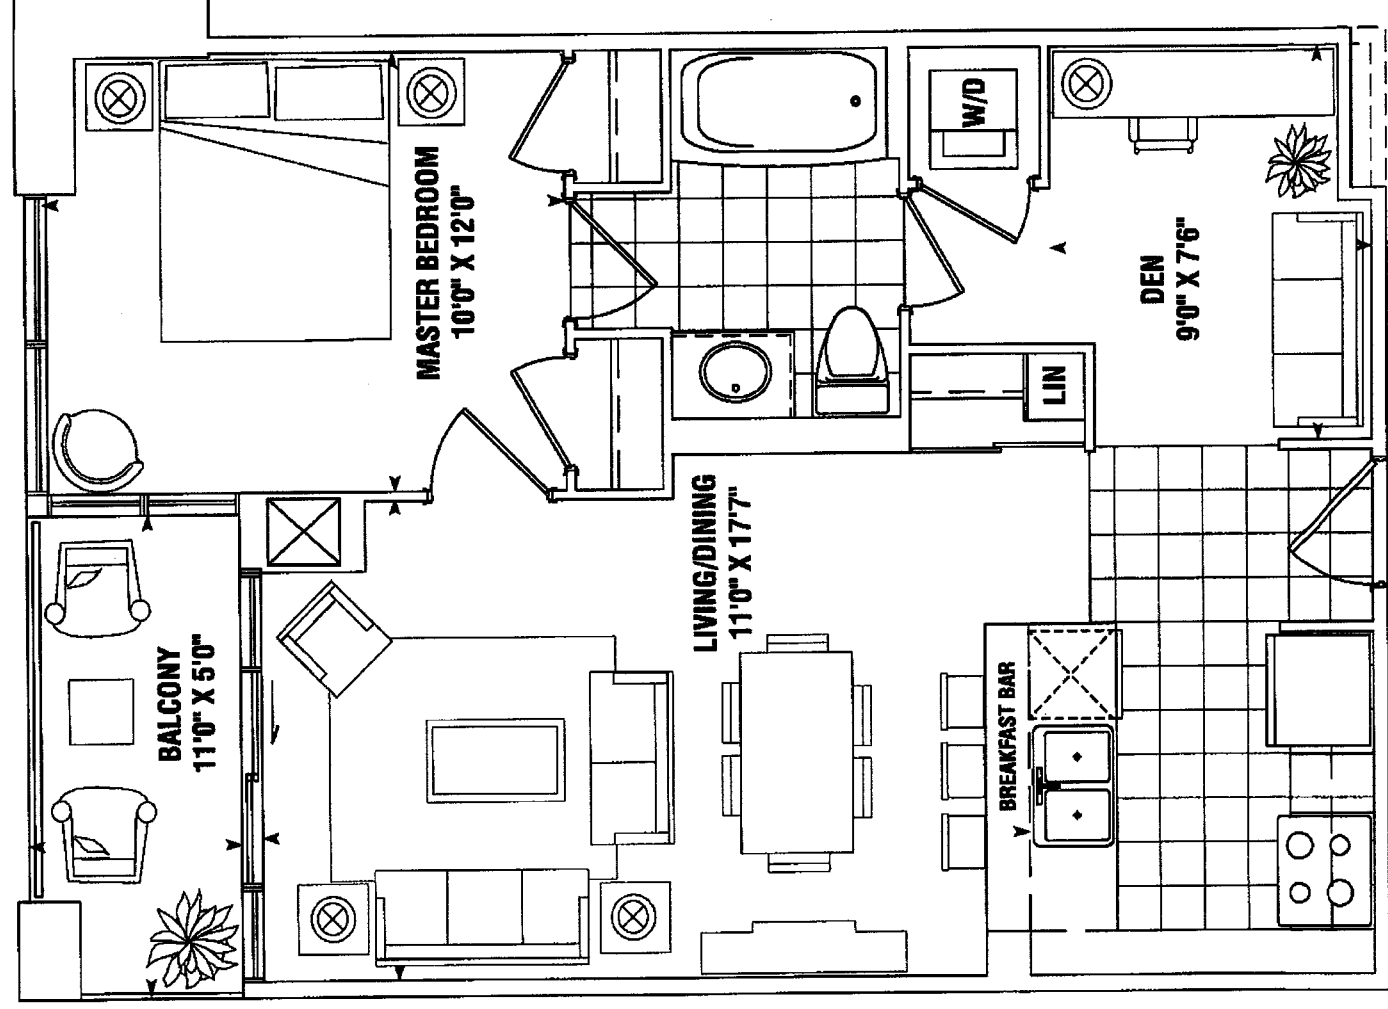 MASTER BEDROOM
10'0" X 12'0"
W/D
DEN
9'0" X 7'6"
LIN
LIVING/DINING
11'0" X 17'7"
BALCONY
11'0" X 5'0"
BREAKFAST BAR